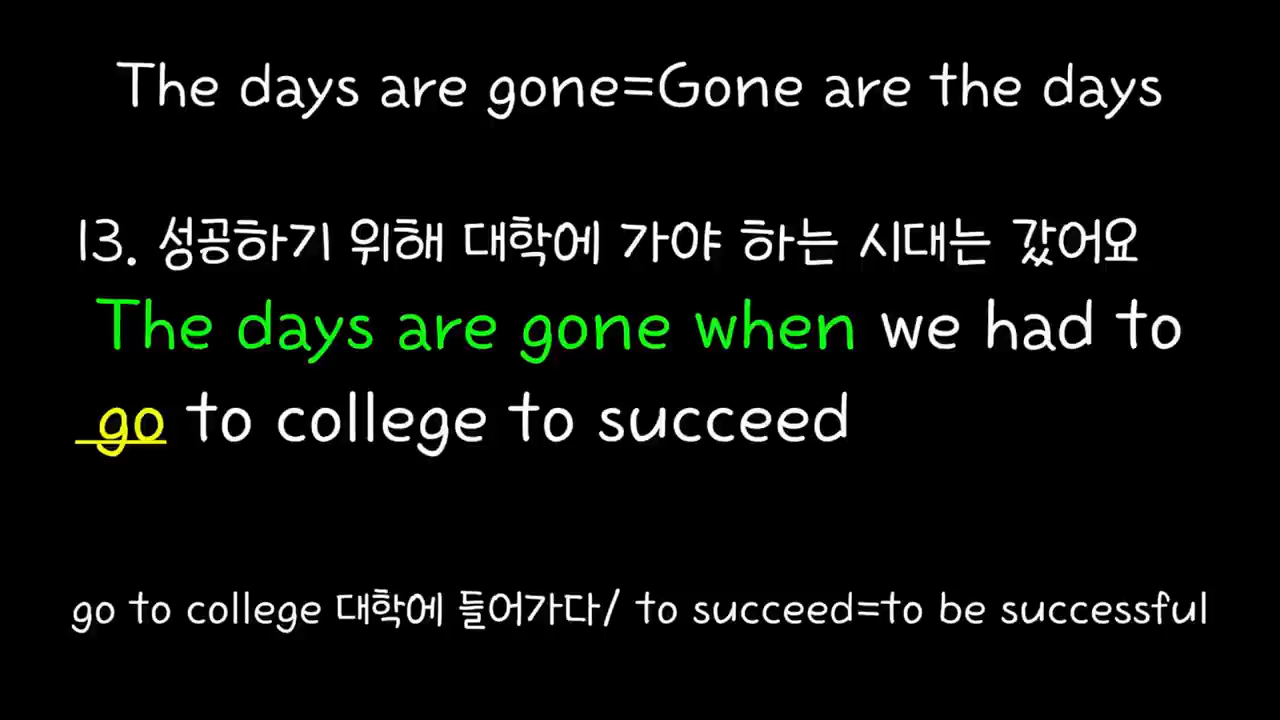 The days are gone=Gone are the days
13. 성공하기 위해 대학에 가야 하는 시대는 갔어요
The days are gone when we had to
go to college to succeed
go to college 대학에 들어가다/ to succeed=to be successful